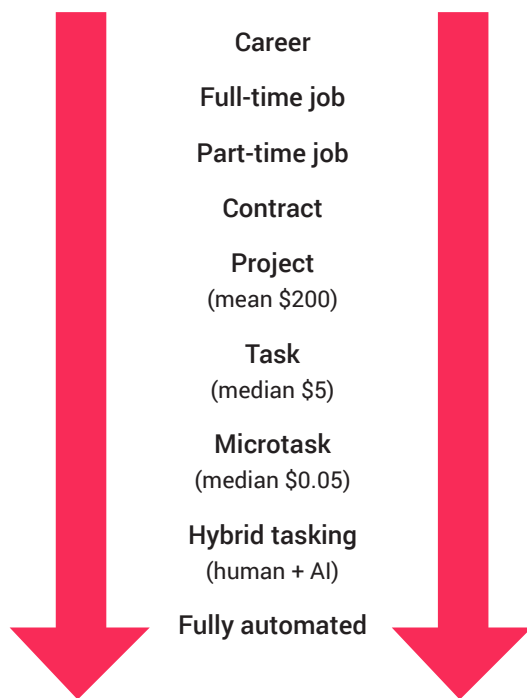 Career
Full-time job
Part-time job
Contract
Project
(mean $200)
Task
(median $5)
Microtask
(median $0.05)
Hybrid tasking
(human + AI)
Fully automated